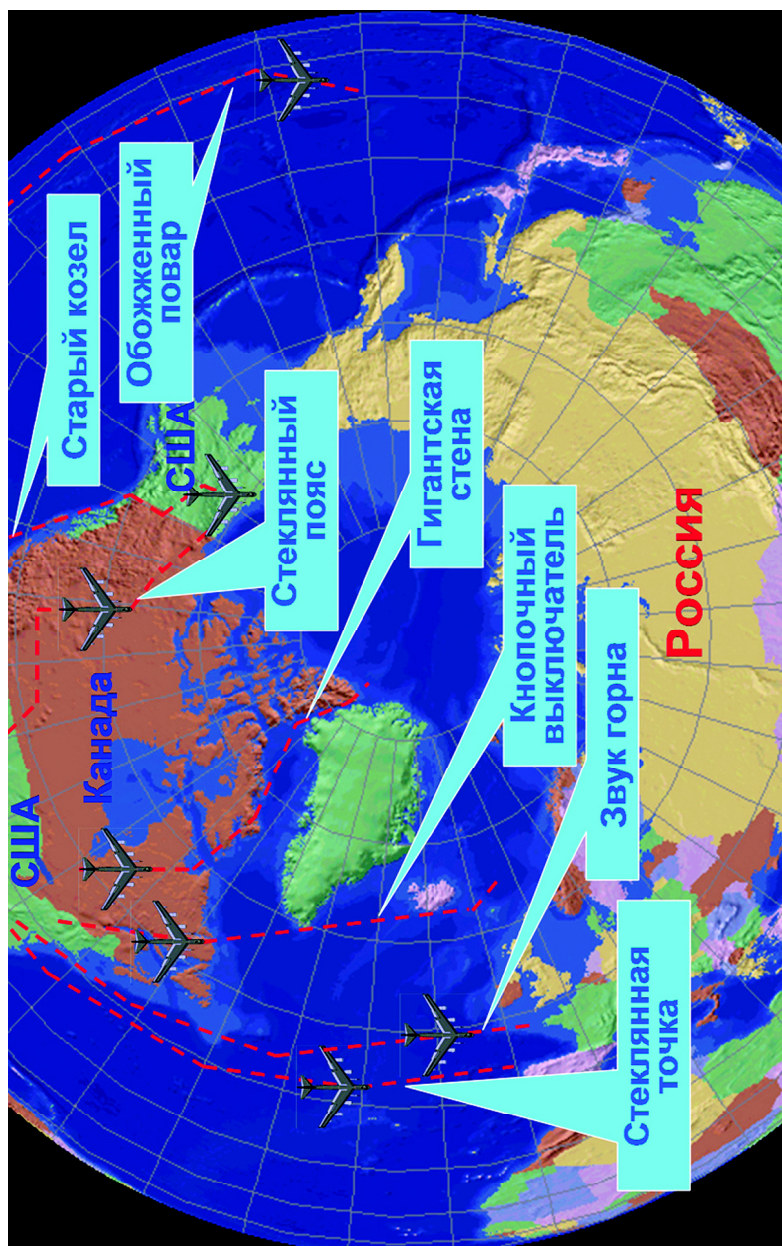 Старый козел
Обожженный
повар
США
Стеклянный
пояс
Гигантская
стена
Кнопочный
выключатель
Россия
Канада
США
Звук горна
Стеклянная
точка